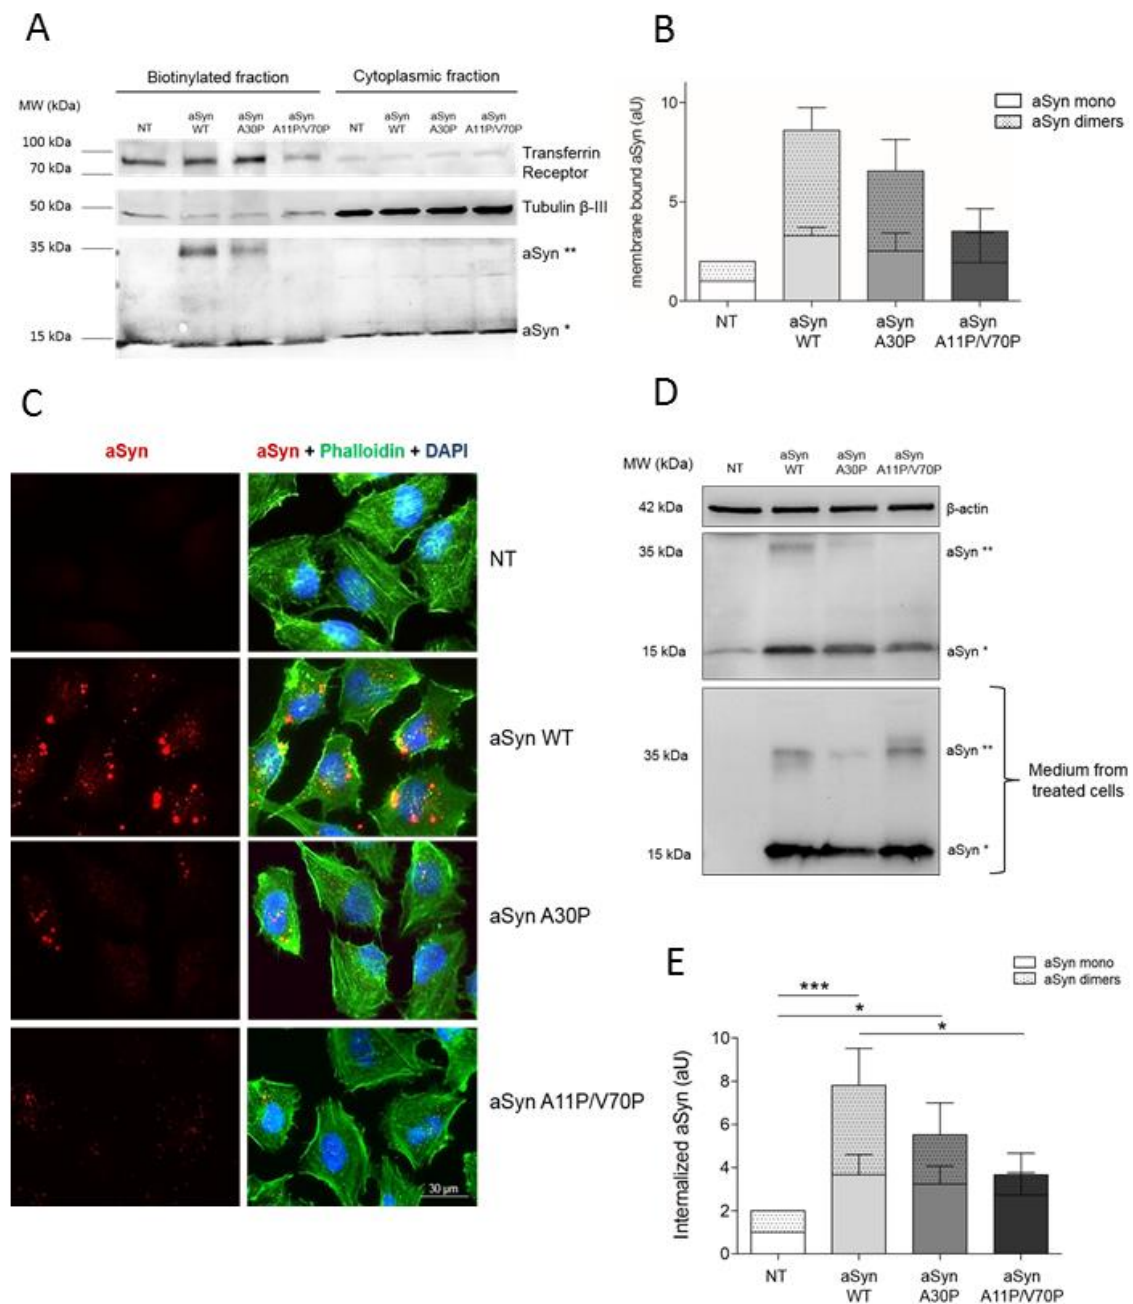 A
Biotinylated fraction Cytoplasmic fraction
MW (kDa)
NT aSyn WT aSyn A30P aSyn A11P/V70P NT aSyn WT aSyn A30P aSyn A11P/V70P
100 kDa
70 kDa
Transferrin
Receptor
50 kDa
Tubulin β-III
35 kDa
aSyn **
15 kDa
aSyn *
B
membrane bound aSyn (aU)
10
5
0
aSyn mono
aSyn dimers
NT
aSyn
WT
aSyn
A30P
aSyn
A11P/V70P
C
aSyn
aSyn + Phalloidin + DAPI
NT
aSyn WT
aSyn A30P
aSyn A11P/V70P
30 µm
D
MW (kDa)
NT
aSyn
WT
aSyn
A30P
aSyn
A11P/V70P
42 kDa
β-actin
35 kDa
aSyn **
15 kDa
aSyn *
35 kDa
aSyn **
15 kDa
aSyn *
Medium from
treated cells
E
aSyn mono
aSyn dimers
***
*
*
Internalized aSyn (aU)
10
8
6
4
2
0
NT
aSyn
WT
aSyn
A30P
aSyn
A11P/V70P